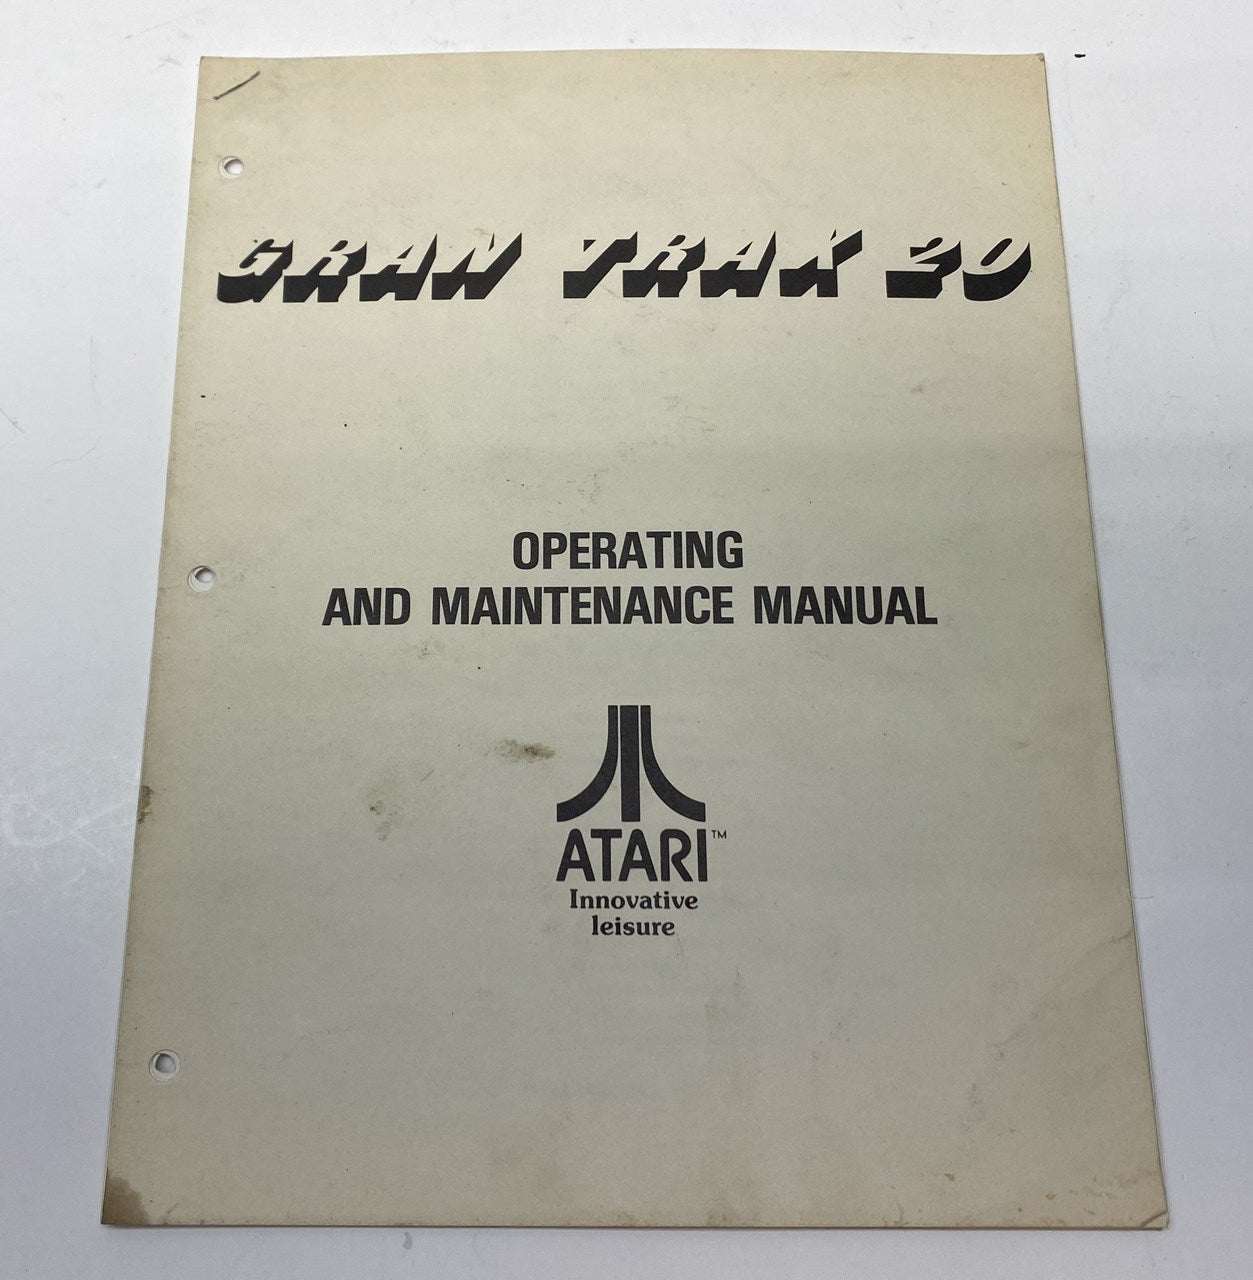 GRAN TRAK 20
OPERATING
AND MAINTENANCE MANUAL
ATARI™
Innovative
leisure